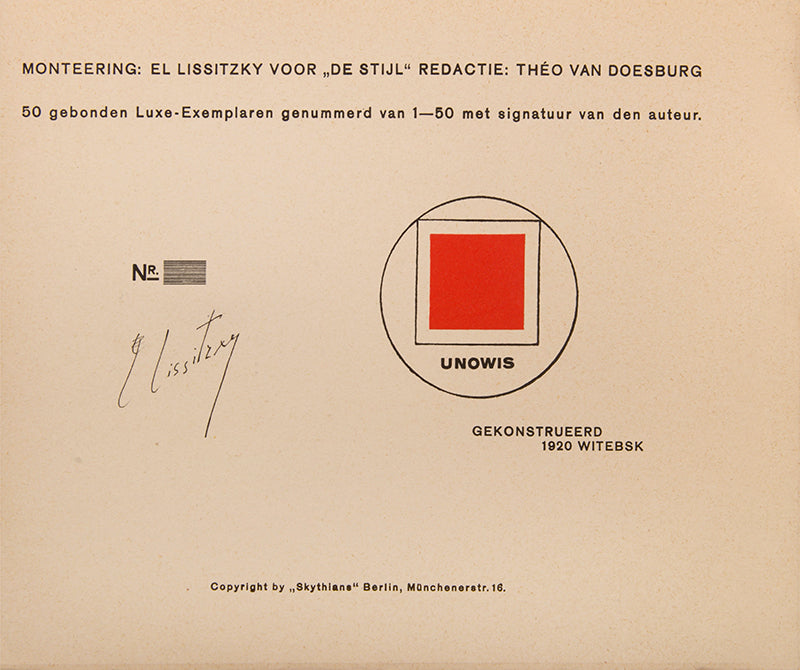 MONTEERING: EL LISSITZKY VOOR „DE STIJL“ REDACTIE: THÉO VAN DOESBURG
50 gebonden Luxe-Exemplaren genummerd van 1—50 met signatuur van den auteur.
NR.
El Lissitzky
UNOWIS
GEKONSTRUEERD
1920 WITEBSK
Copyright by „Skythians“ Berlin, Münchenerstr. 16.